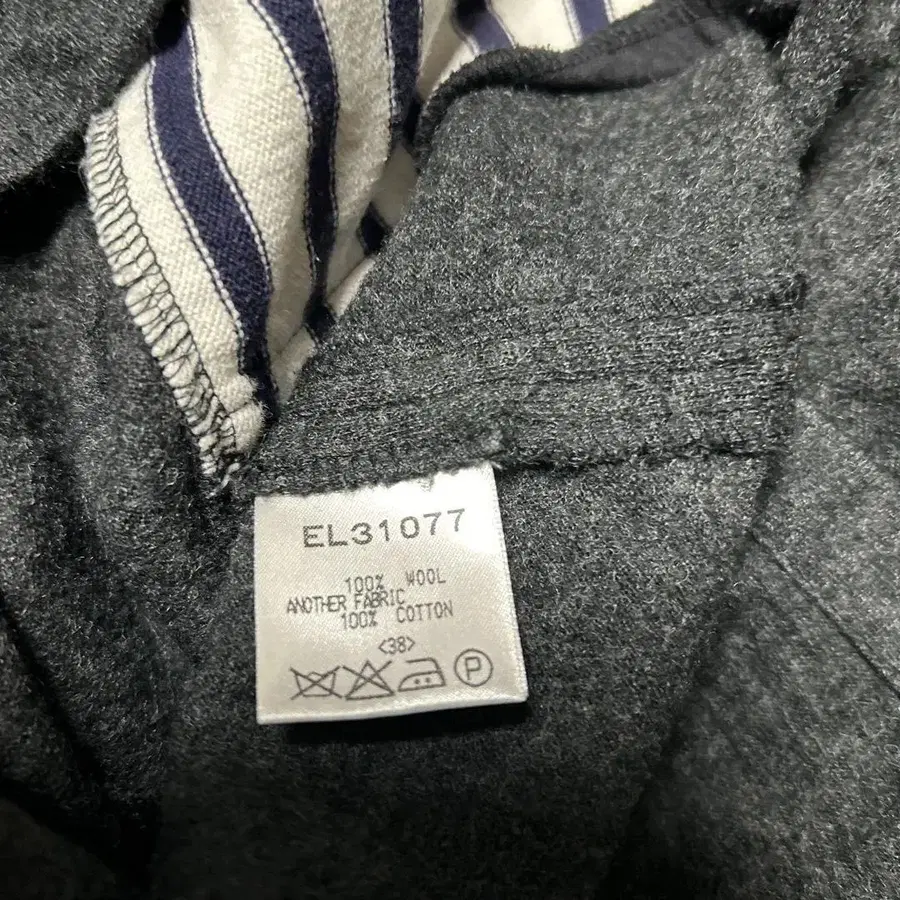 EL31077
100% WOOL
ANOTHER FABRIC
100% COTTON
<38>
P